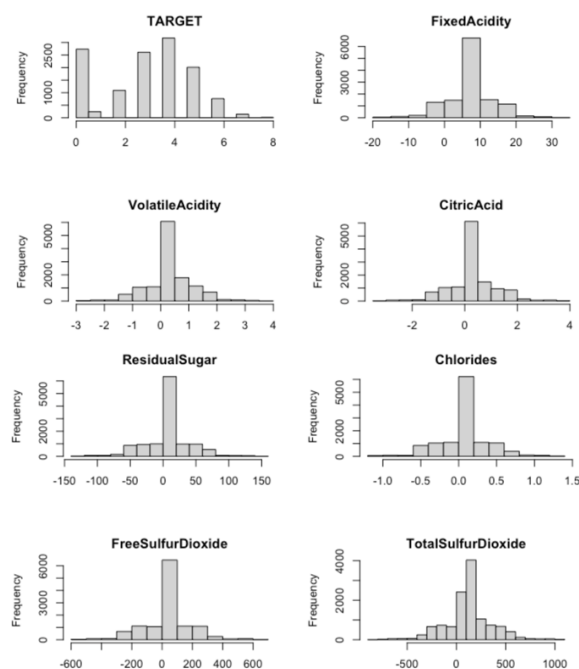 TARGET
Frequency
0 1000 2500
0 2 4 6 8
FixedAcidity
Frequency
0 3000 6000
-20 -10 0 10 20 30
VolatileAcidity
Frequency
0 2000 5000
-3 -2 -1 0 1 2 3 4
CitricAcid
Frequency
0 2000 5000
-2 0 2 4
ResidualSugar
Frequency
0 2000 5000
-150 -100 -50 0 50 100 150
Chlorides
Frequency
0 2000 5000
-1.0 -0.5 0.0 0.5 1.0 1.5
FreeSulfurDioxide
Frequency
0 3000 6000
-600 -400 -200 0 200 400 600
TotalSulfurDioxide
Frequency
0 2000 4000
-500 0 500 1000